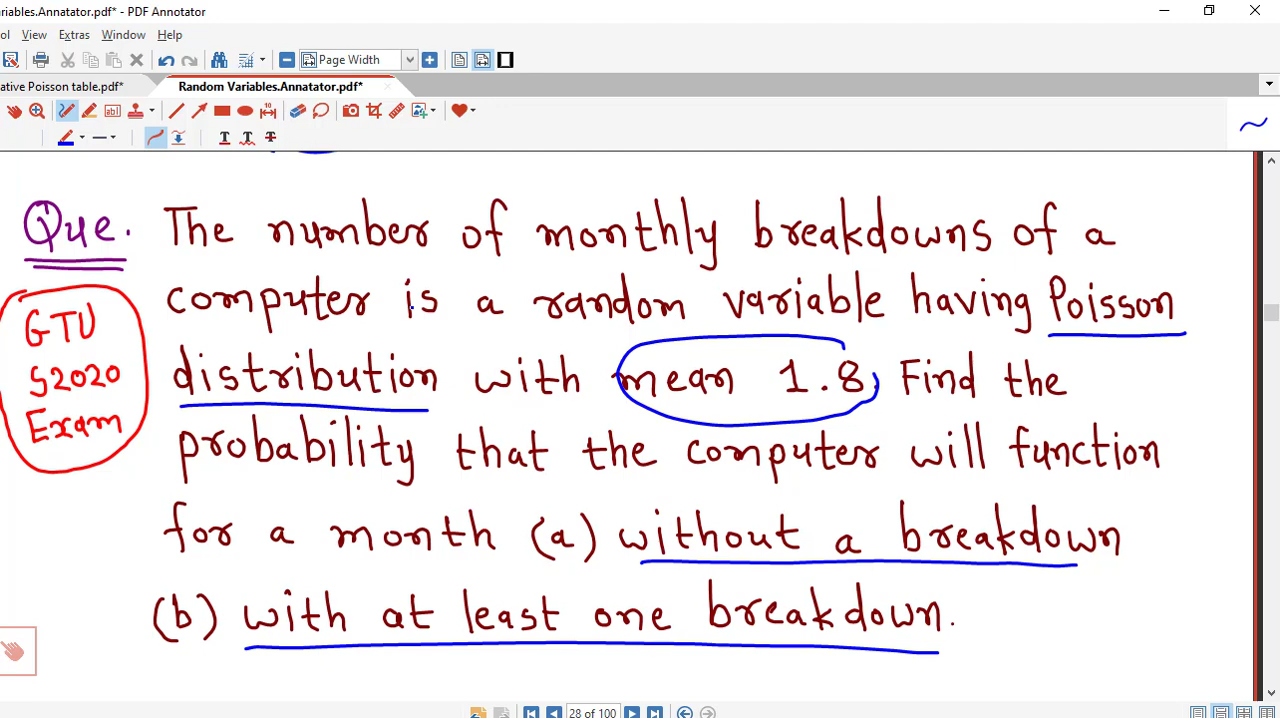 ariables.Annatator.pdf* - PDF Annotator
ol View Extras Window Help
Page Width
ative Poisson table.pdf* Random Variables.Annatator.pdf*
Que. The number of monthly breakdowns of a
computer is a random variable having Poisson
distribution with mean 1.8. Find the
probability that the computer will function
for a month (a) without a breakdown
(b) with at least one breakdown.
GTU
S2020
Exam
28 of 100